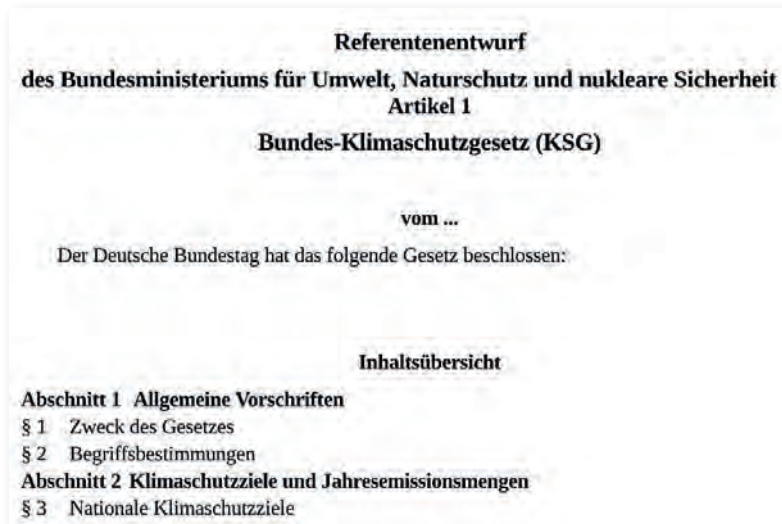 Referentenentwurf
des Bundesministeriums für Umwelt, Naturschutz und nukleare Sicherheit
Artikel 1
Bundes-Klimaschutzgesetz (KSG)
vom ...
Der Deutsche Bundestag hat das folgende Gesetz beschlossen:
Inhaltsübersicht
Abschnitt 1 Allgemeine Vorschriften
§ 1 Zweck des Gesetzes
§ 2 Begriffsbestimmungen
Abschnitt 2 Klimaschutzziele und Jahresemissionsmengen
§ 3 Nationale Klimaschutzziele